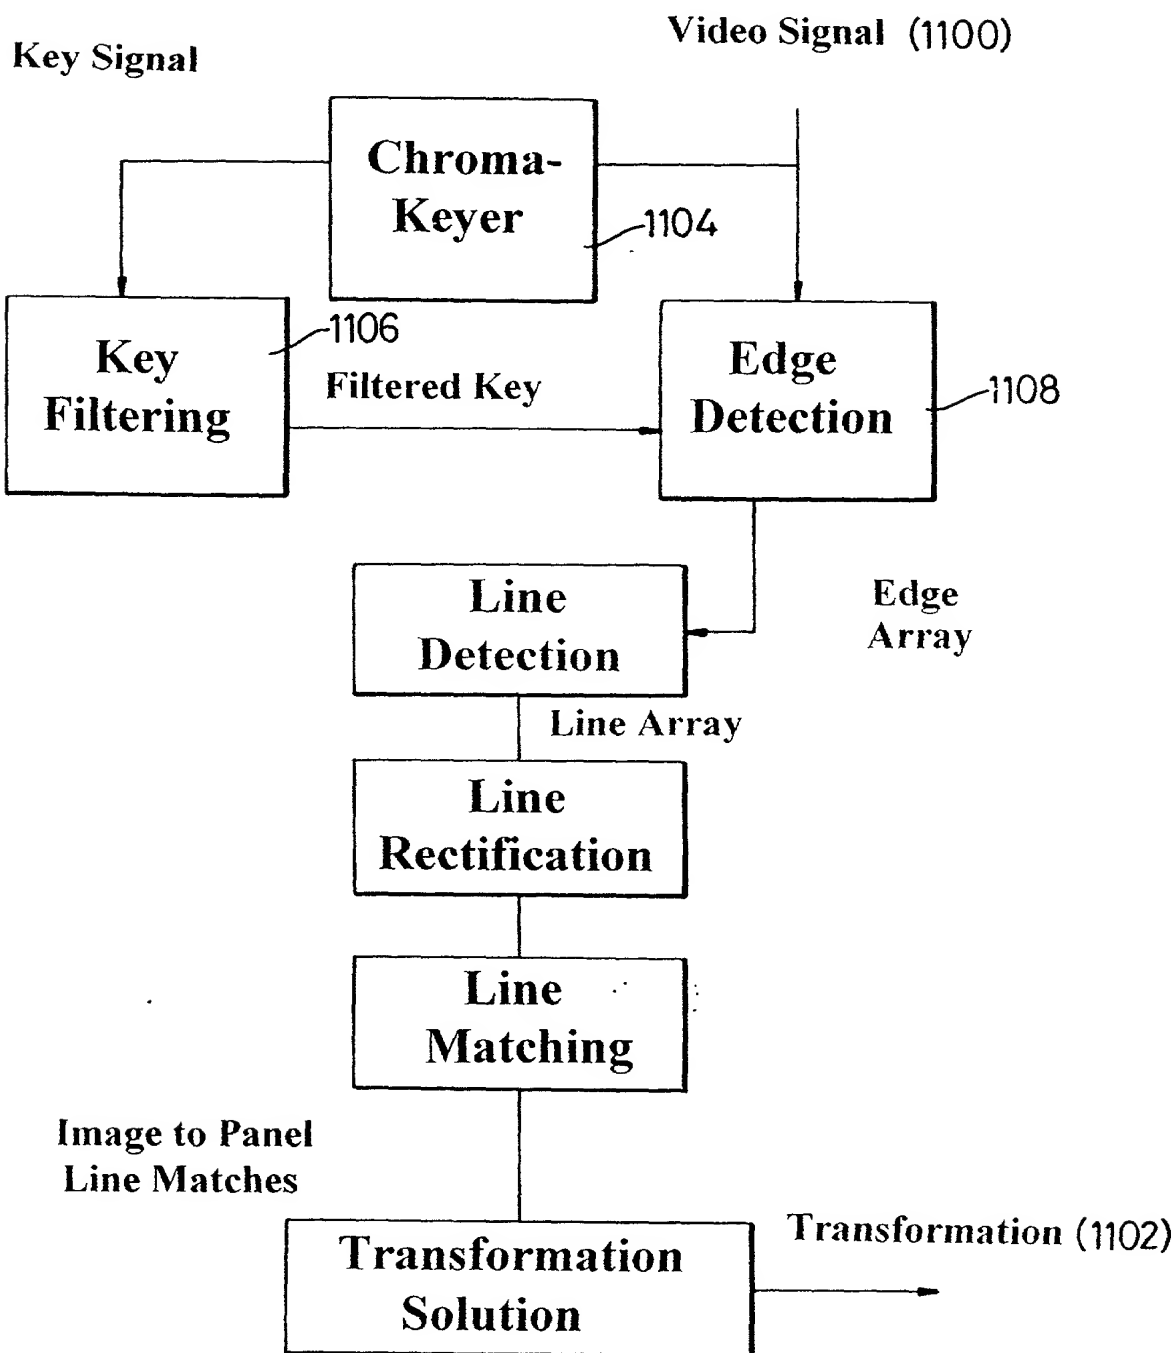 Video Signal (1100)
Key Signal
Chroma-
Keyer
1104
Key
Filtering
1106
Filtered Key
Edge
Detection
1108
Edge
Array
Line
Detection
Line Array
Line
Rectification
Line
Matching
Image to Panel
Line Matches
Transformation
Solution
Transformation (1102)